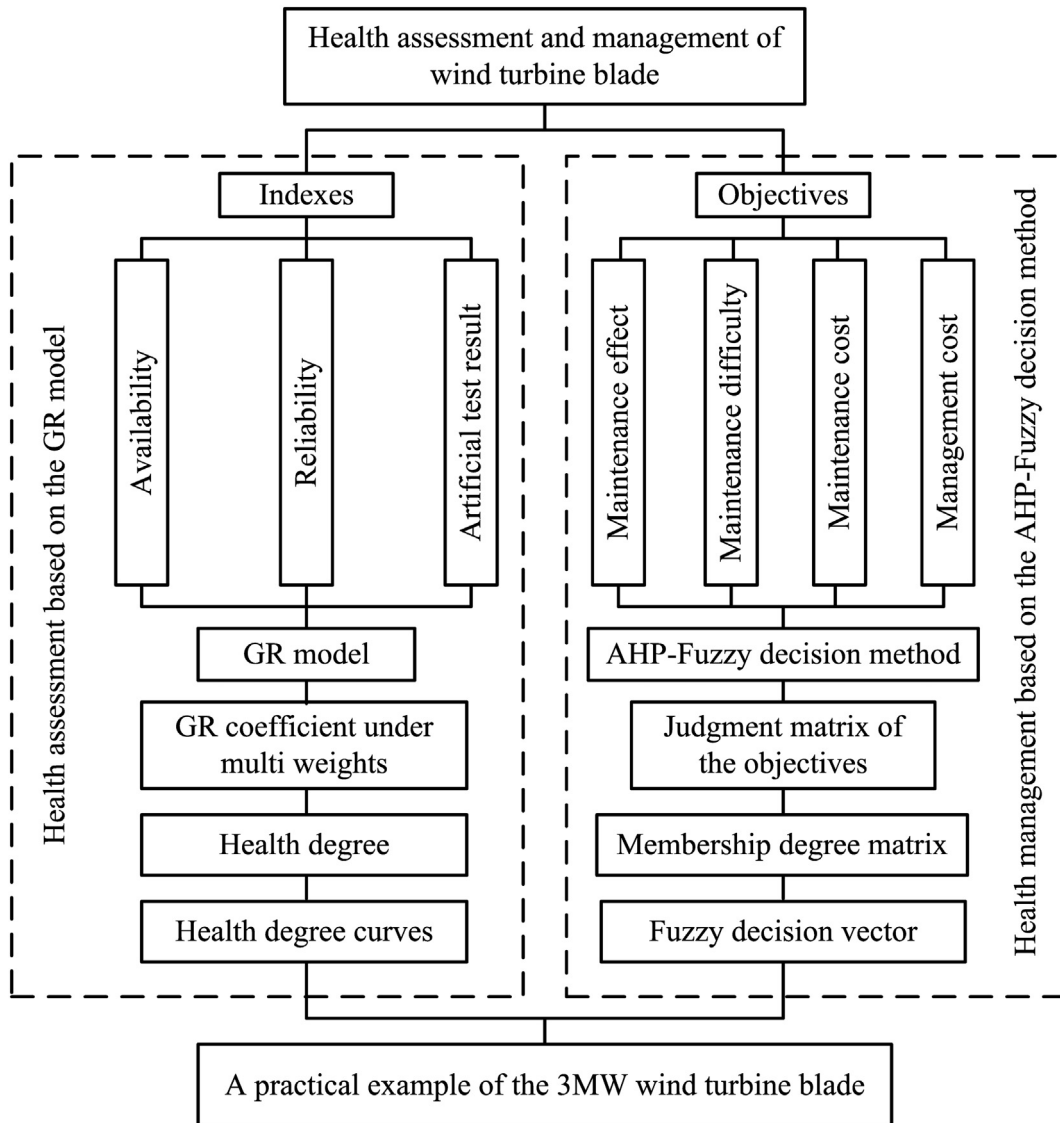 Health assessment and management of
wind turbine blade
Health assessment based on the GR model
Indexes
Availability
Reliability
Artificial test result
GR model
GR coefficient under
multi weights
Health degree
Health degree curves
Objectives
Maintenance effect
Maintenance difficulty
Maintenance cost
Management cost
AHP-Fuzzy decision method
Judgment matrix of
the objectives
Membership degree matrix
Fuzzy decision vector
Health management based on the AHP-Fuzzy decision method
A practical example of the 3MW wind turbine blade